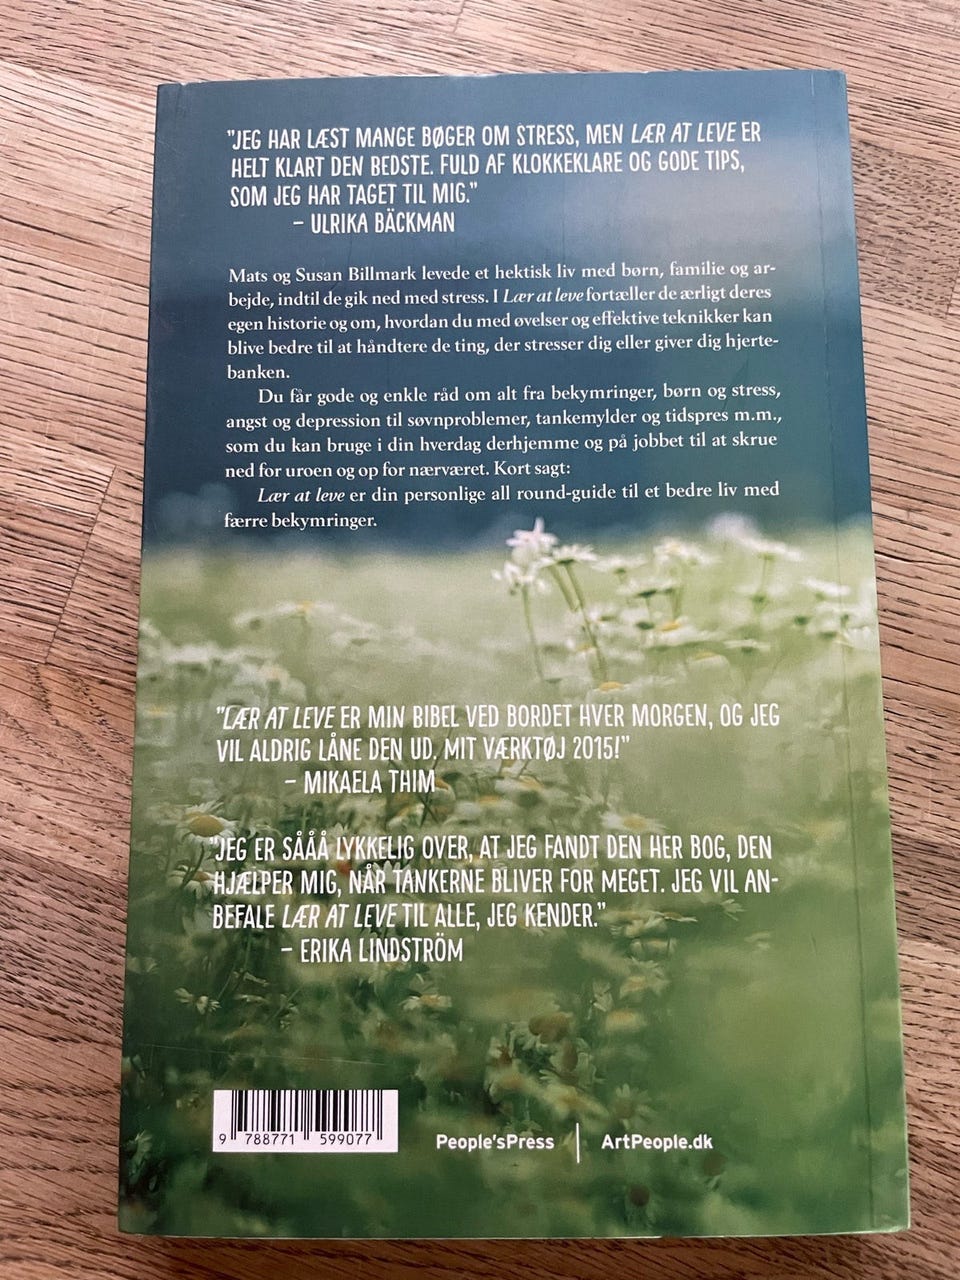 "JEG HAR LÆST MANGE BØGER OM STRESS, MEN LÆR AT LEVE ER
HELT KLART DEN BEDSTE. FULD AF KLOKKEKLARE OG GODE TIPS,
SOM JEG HAR TAGET TIL MIG."
– ULRIKA BÄCKMAN
Mats og Susan Billmark levede et hektisk liv med børn, familie og ar-
bejde, indtil de gik ned med stress. I Lær at leve fortæller de ærligt deres
egen historie og om, hvordan du med øvelser og effektive teknikker kan
blive bedre til at håndtere de ting, der stresser dig eller giver dig hjerte-
banken.
Du får gode og enkle råd om alt fra bekymringer, børn og stress,
angst og depression til søvnproblemer, tankemylder og tidspres m.m.,
som du kan bruge i din hverdag derhjemme og på jobbet til at skrue
ned for uroen og op for nærværet. Kort sagt:
Lær at leve er din personlige all round-guide til et bedre liv med
færre bekymringer.
"LÆR AT LEVE ER MIN BIBEL VED BORDET HVER MORGEN, OG JEG
VIL ALDRIG LÅNE DEN UD. MIT VÆRKTØJ 2015!"
– MIKAELA THIM
"JEG ER SÅÅÅ LYKKELIG OVER, AT JEG FANDT DEN HER BOG, DEN
HJÆLPER MIG, NÅR TANKERNE BLIVER FOR MEGET. JEG VIL AN-
BEFALE LÆR AT LEVE TIL ALLE, JEG KENDER."
– ERIKA LINDSTRÖM
9 788771 599077
People'sPress | ArtPeople.dk